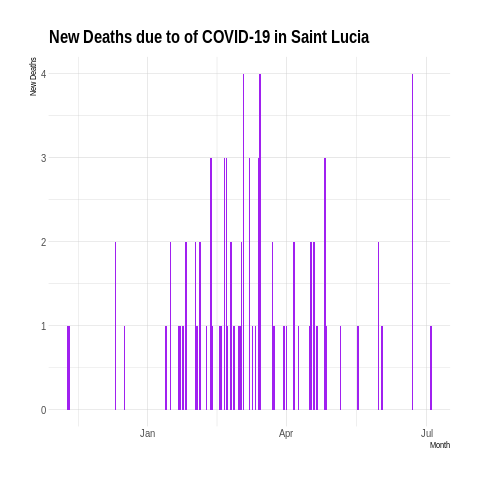 New Deaths due to of COVID-19 in Saint Lucia
New Deaths
4
3
2
1
0
Jan Apr Jul
Month